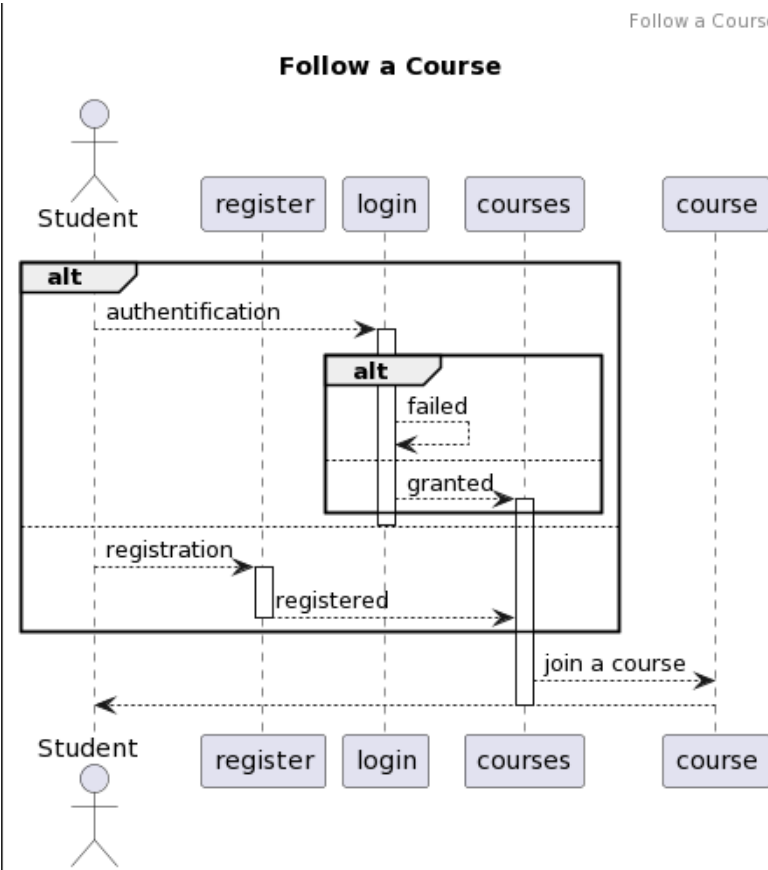 Follow a Cours
Follow a Course
Student
register
login
courses
course
alt
authentification
alt
failed
granted
registration
registered
join a course
Student
register
login
courses
course